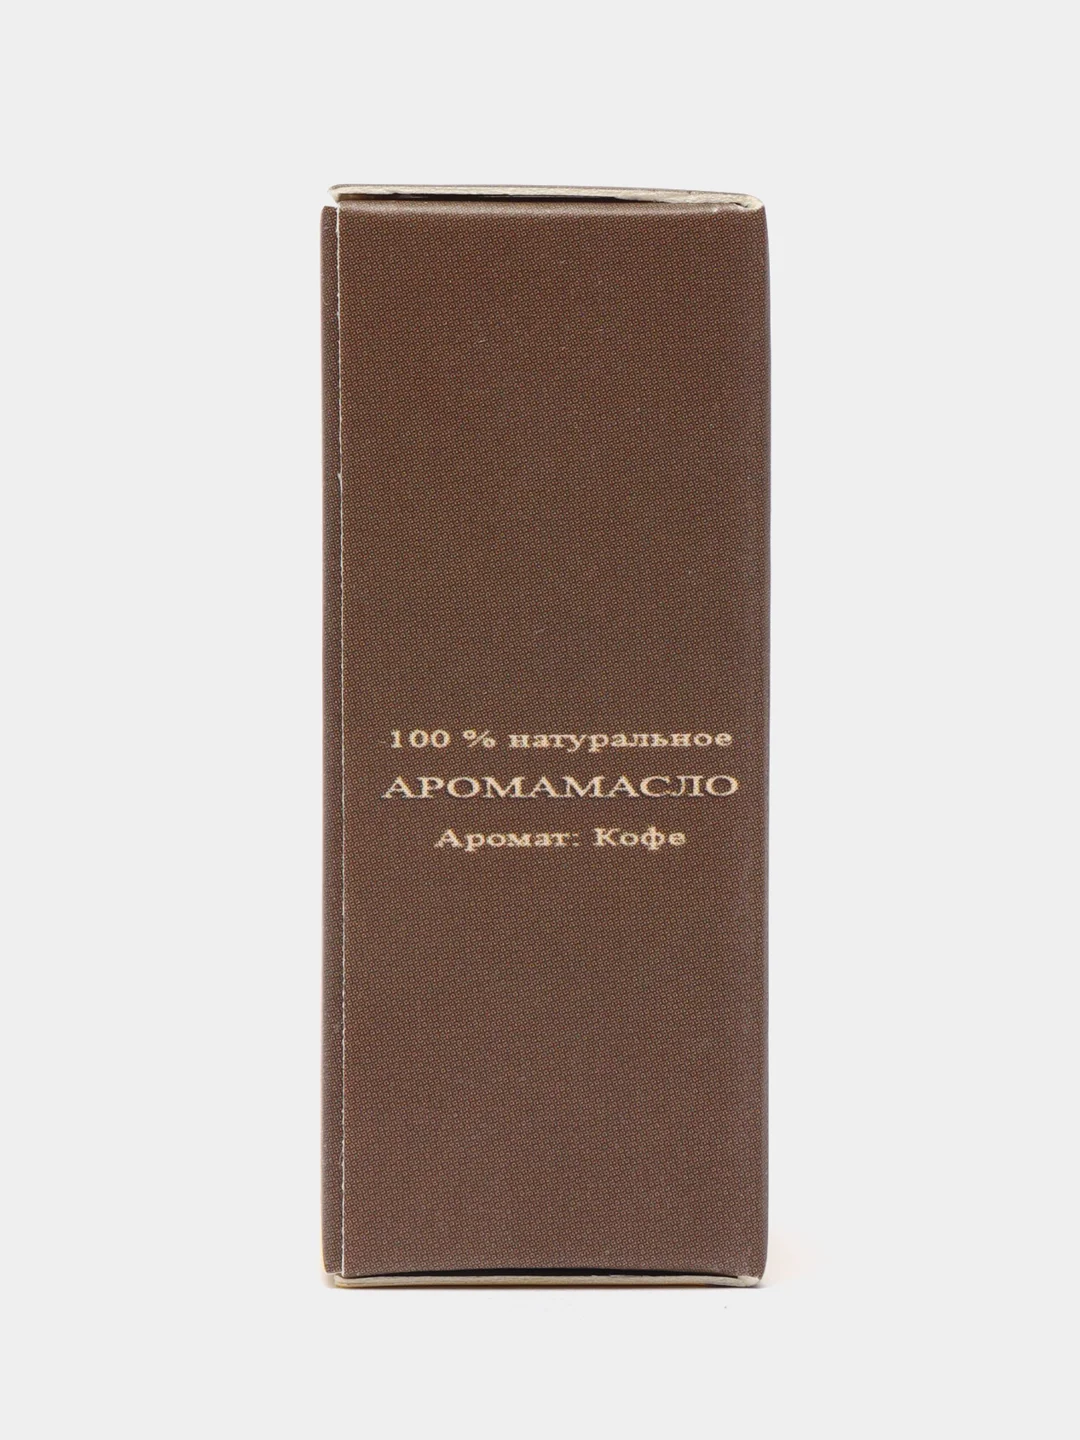 100 % натуральное
АРОМАМАСЛО
Аромат: Кофе